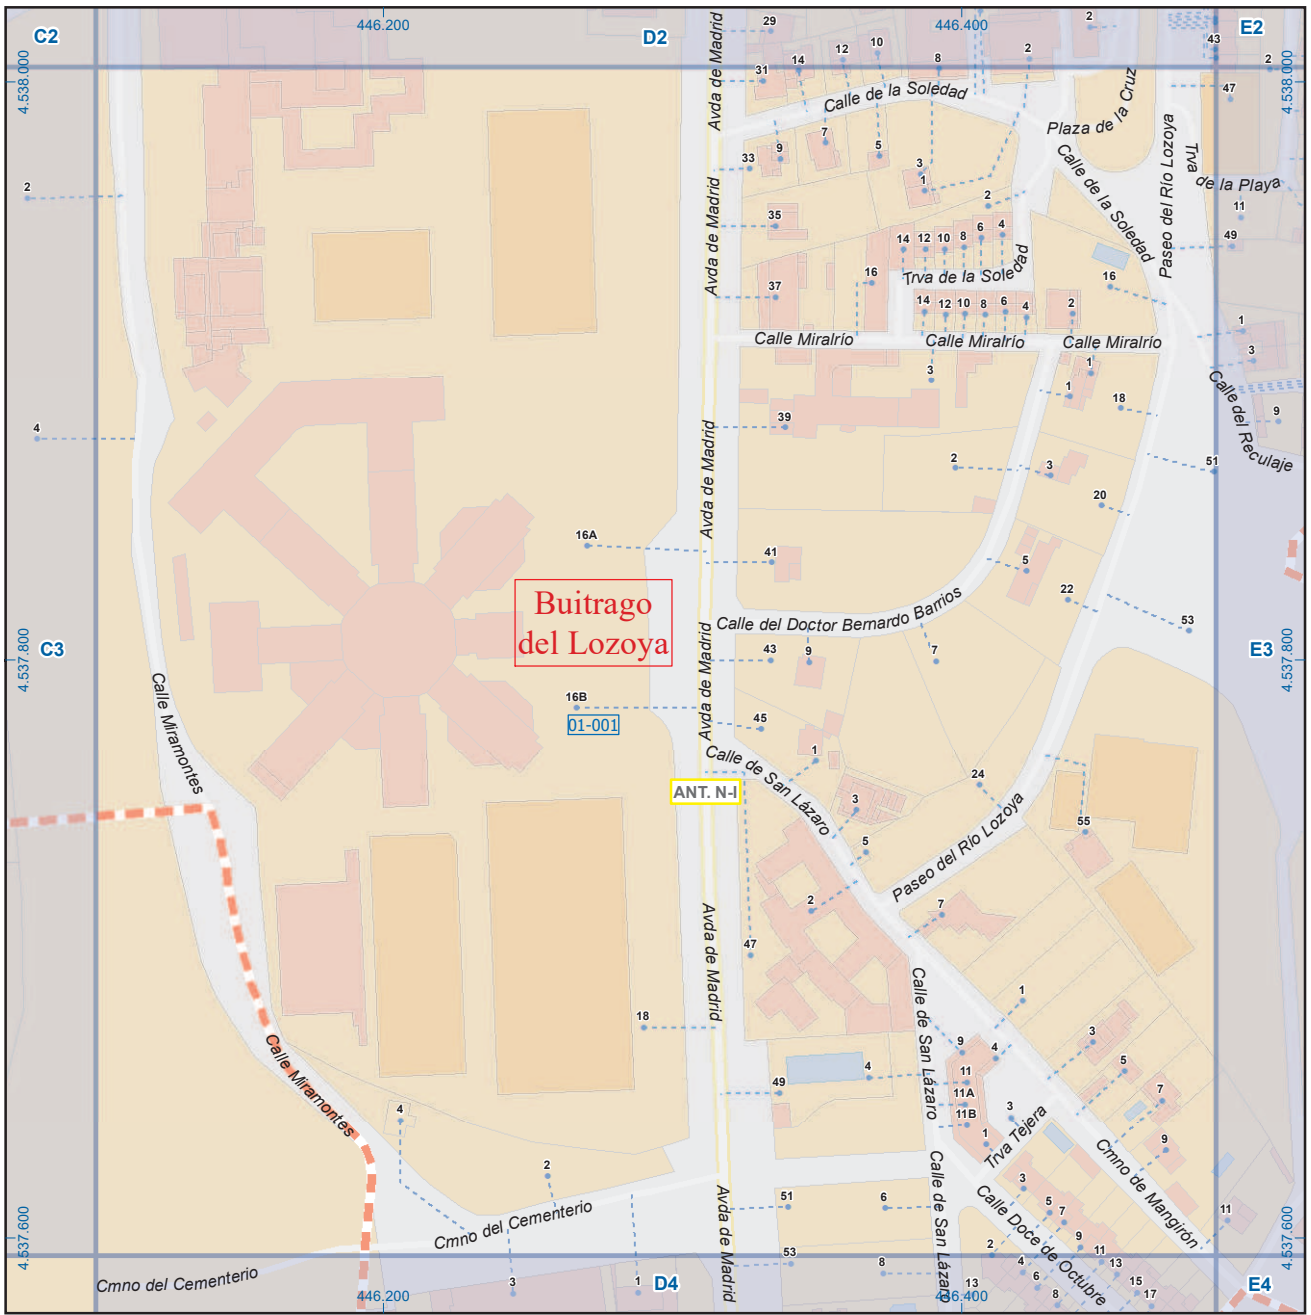 C2
446.200
D2
446.400
E2
4.538.000
4.538.000
Avda de Madrid
29
31
14
12
10
8
2
2
43
2
47
Calle de la Soledad
Plaza de la Cruz
Paseo del Río Lozoya
Trva de la Playa
33
9
7
5
3
1
2
11
49
2
Avda de Madrid
35
37
14
12
10
8
6
4
Trva de la Soledad
Calle de la Soledad
16
16
14
12
10
8
6
4
2
1
3
Calle Miralrío
Calle Miralrío
Calle Miralrío
Calle del Reculaje
9
3
1
1
18
4
39
Avda de Madrid
2
3
51
20
16A
41
5
22
53
Buitrago
del Lozoya
Calle del Doctor Bernardo Barrios
C3
E3
4.537.800
4.537.800
43
9
7
Avda de Madrid
16B
01-001
45
Calle Miramontes
Calle de San Lázaro
1
ANT. N-I
24
3
55
Paseo del Río Lozoya
5
2
7
47
Avda de Madrid
18
Calle de San Lázaro
1
3
5
7
9
9
4
11
11A
11B
3
1
4
49
Trva Tejera
Calle Miramontes
4
2
Cmno de Mangirón
Calle de San Lázaro
Calle Doce de Octubre
3
5
7
9
11
13
15
17
11
51
6
Cmno del Cementerio
Avda de Madrid
4.537.600
4.537.600
53
8
13
2
4
6
8
Cmno del Cementerio
3
1
446.200
D4
446.400
E4